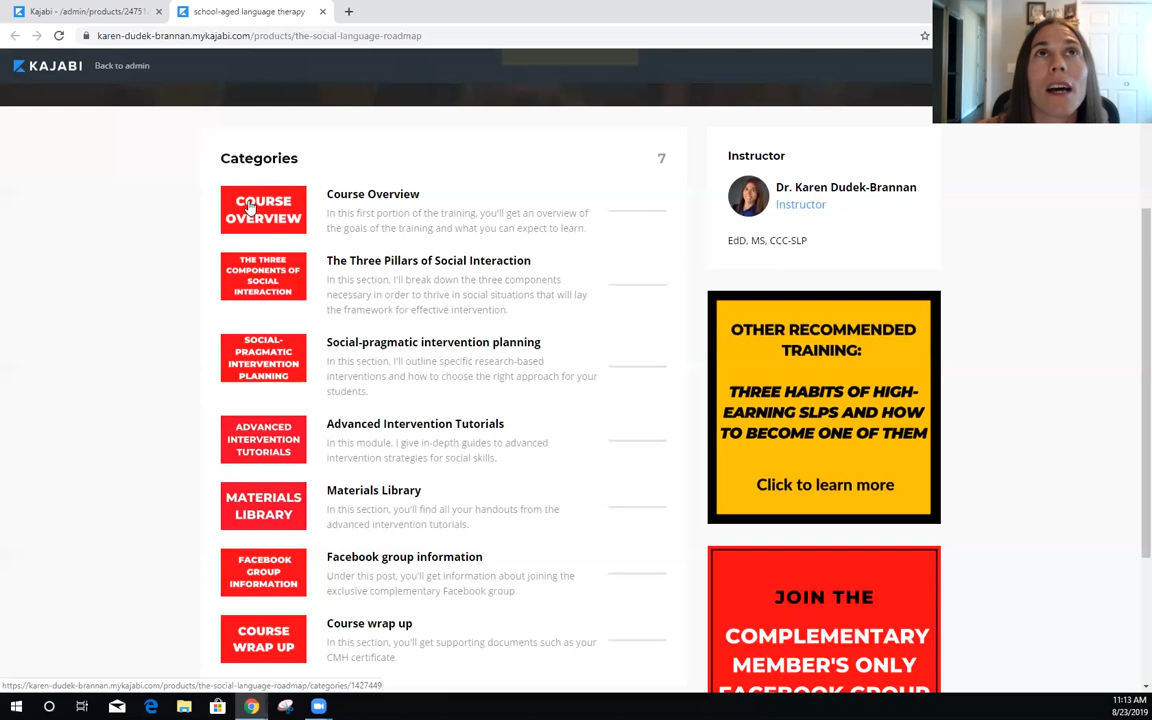 Kajabi - /admin/products/24751
school-aged language therapy
karen-dudek-brannan.mykajabi.com/products/the-social-language-roadmap
KAJABI
Back to admin
Categories
7
COURSE OVERVIEW
Course Overview
In this first portion of the training, you'll get an overview of
the goals of the training and what you can expect to learn.
THE THREE
COMPONENTS OF
SOCIAL
INTERACTION
The Three Pillars of Social Interaction
In this section, I'll break down the three components
necessary in order to thrive in social situations that will lay
the framework for effective intervention.
SOCIAL-
PRAGMATIC
INTERVENTION
PLANNING
Social-pragmatic intervention planning
In this section, I'll outline specific research-based
interventions and how to choose the right approach for your
students.
ADVANCED
INTERVENTION
TUTORIALS
Advanced Intervention Tutorials
In this module, i give in-depth guides to advanced
intervention strategies for social skills.
MATERIALS
LIBRARY
Materials Library
In this section, you'll find all your handouts from the
advanced intervention tutorials.
FACEBOOK
GROUP
INFORMATION
Facebook group information
Under this post, you'll get information about joining the
exclusive complementary Facebook group.
COURSE
WRAP UP
Course wrap up
In this section, you'll get supporting documents such as your
CMH certificate.
Instructor
Dr. Karen Dudek-Brannan
Instructor
EdD, MS, CCC-SLP
OTHER RECOMMENDED
TRAINING:
THREE HABITS OF HIGH-
EARNING SLPS AND HOW
TO BECOME ONE OF THEM
Click to learn more
JOIN THE
COMPLEMENTARY
MEMBER'S ONLY
FACEBOOK GROUP
https://karen-dudek-brannan.mykajabi.com/products/the-social-language-roadmap/categories/1427449
11:13 AM
8/23/2019